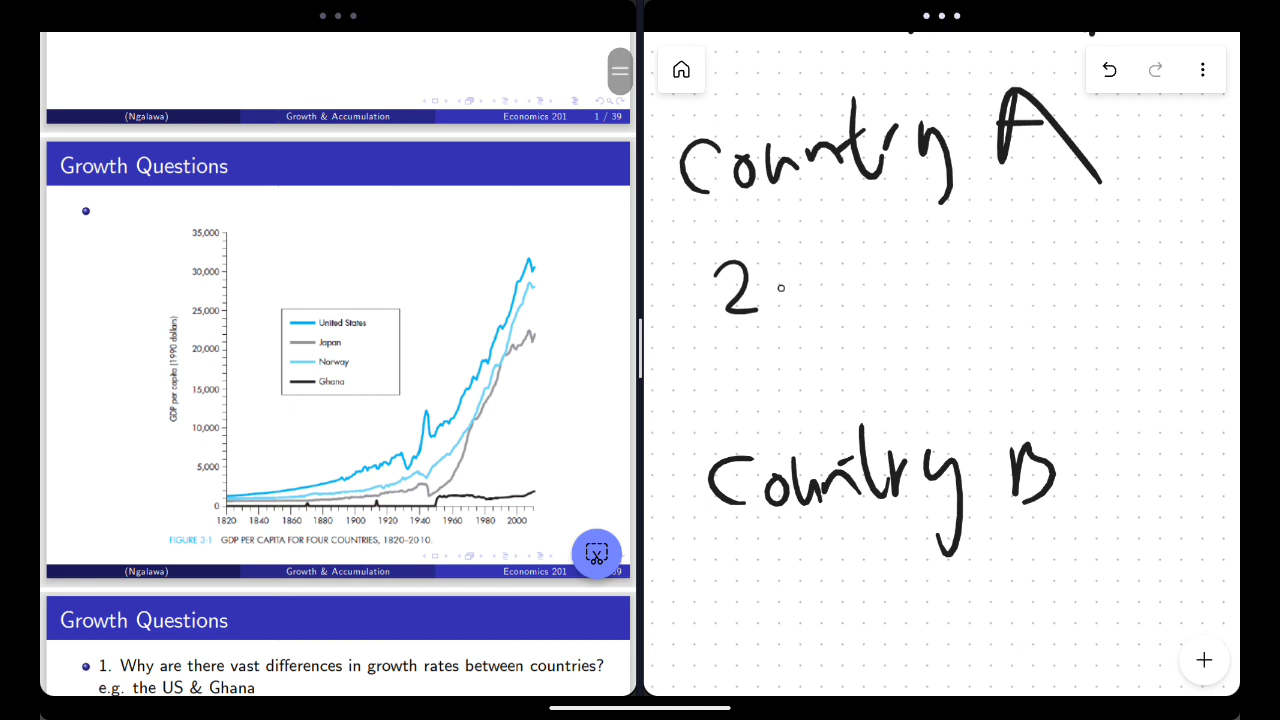 (Ngalawa) Growth & Accumulation Economics 201 1 / 39
Growth Questions
35,000
30,000
25,000
20,000
15,000
10,000
5,000
0
GDP per capita (1990 dollars)
United States
Japan
Norway
Ghana
1820 1840 1860 1880 1900 1920 1940 1960 1980 2000
FIGURE 3-1 GDP PER CAPITA FOR FOUR COUNTRIES, 1820–2010.
(Ngalawa) Growth & Accumulation Economics 201 9
Growth Questions
1. Why are there vast differences in growth rates between countries?
e.g. the US & Ghana
Country A
2
Country B